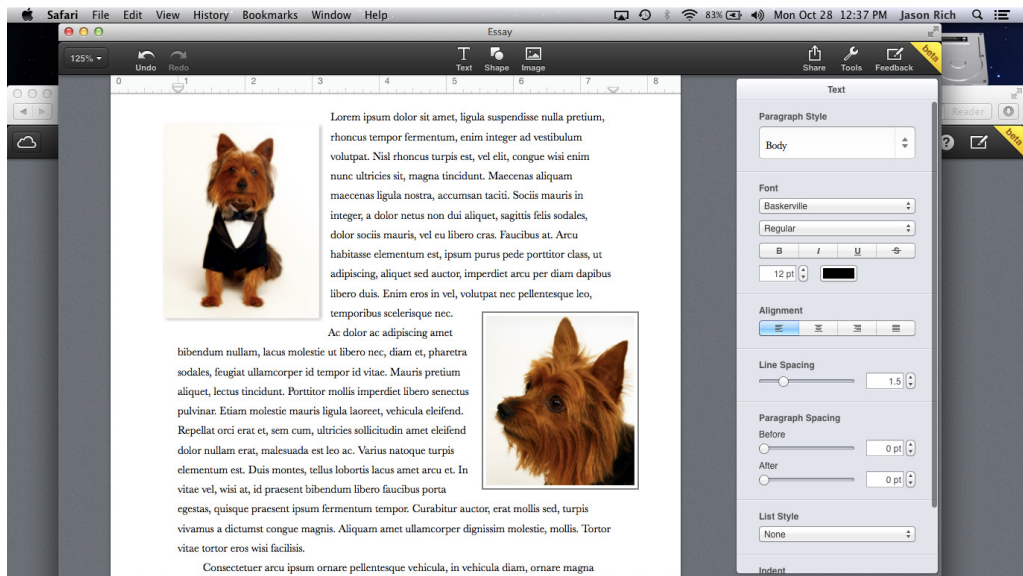 Safari File Edit View History Bookmarks Window Help 83% Mon Oct 28 12:37 PM Jason Rich
Essay
125% Undo Redo Text Shape Image Share Tools Feedback beta
0 1 2 3 4 5 6 7 8
Reader
beta
Lorem ipsum dolor sit amet, ligula suspendisse nulla pretium,
rhoncus tempor fermentum, enim integer ad vestibulum
volutpat. Nisl rhoncus turpis est, vel elit, congue wisi enim
nunc ultricies sit, magna tincidunt. Maecenas aliquam
maecenas ligula nostra, accumsan taciti. Sociis mauris in
integer, a dolor netus non dui aliquet, sagittis felis sodales,
dolor sociis mauris, vel eu libero cras. Faucibus at. Arcu
habitasse elementum est, ipsum purus pede porttitor class, ut
adipiscing, aliquet sed auctor, imperdiet arcu per diam dapibus
libero duis. Enim eros in vel, volutpat nec pellentesque leo,
temporibus scelerisque nec.
Ac dolor ac adipiscing amet
bibendum nullam, lacus molestie ut libero nec, diam et, pharetra
sodales, feugiat ullamcorper id tempor id vitae. Mauris pretium
aliquet, lectus tincidunt. Porttitor mollis imperdiet libero senectus
pulvinar. Etiam molestie mauris ligula laoreet, vehicula eleifend.
Repellat orci erat et, sem cum, ultricies sollicitudin amet eleifend
dolor nullam erat, malesuada est leo ac. Varius natoque turpis
elementum est. Duis montes, tellus lobortis lacus amet arcu et. In
vitae vel, wisi at, id praesent bibendum libero faucibus porta
egestas, quisque praesent ipsum fermentum tempor. Curabitur auctor, erat mollis sed, turpis
vivamus a dictumst congue magnis. Aliquam amet ullamcorper dignissim molestie, mollis. Tortor
vitae tortor eros wisi facilisis.
Consectetuer arcu ipsum ornare pellentesque vehicula, in vehicula diam, ornare magna
Text
Paragraph Style
Body
Font
Baskerville
Regular
B I U S
12 pt
Alignment
Line Spacing
1.5
Paragraph Spacing
Before
0 pt
After
0 pt
List Style
None
Indent